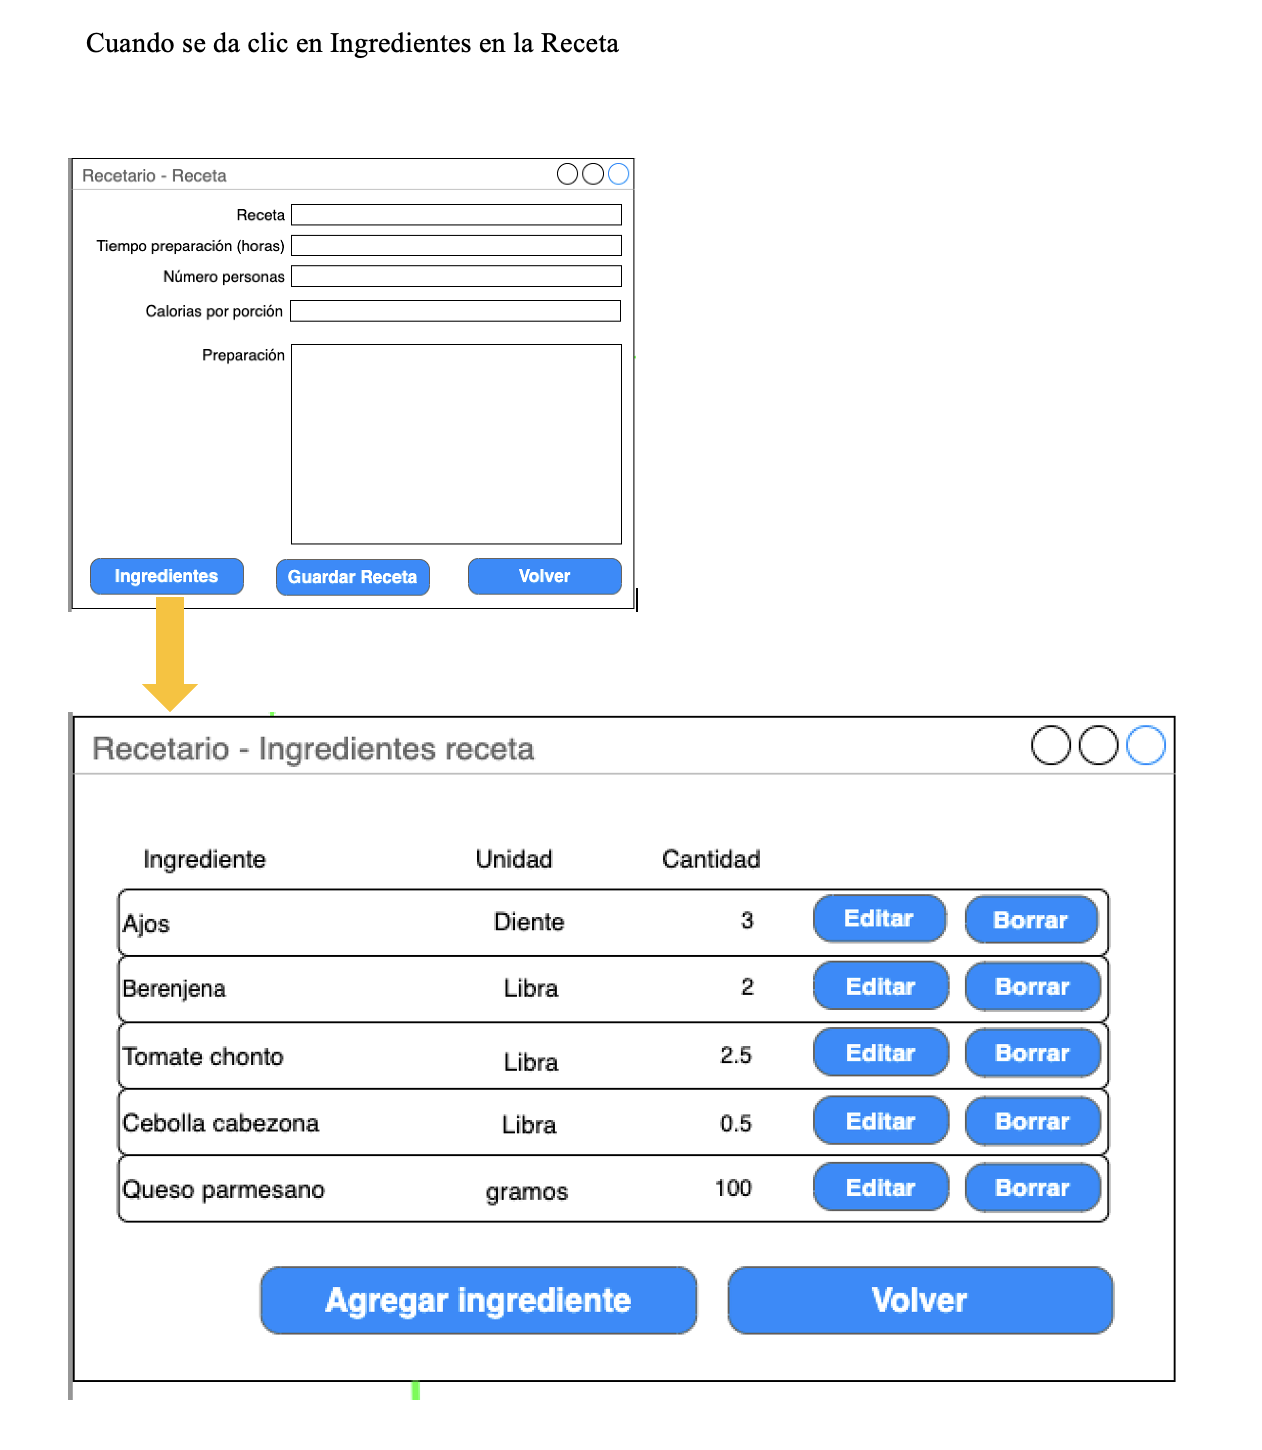 Cuando se da clic en Ingredientes en la Receta
Recetario - Receta
Receta
Tiempo preparación (horas)
Número personas
Calorias por porción
Preparación
Ingredientes Guardar Receta Volver
Recetario - Ingredientes receta
Ingrediente Unidad Cantidad
Ajos Diente 3 Editar Borrar
Berenjena Libra 2 Editar Borrar
Tomate chonto Libra 2.5 Editar Borrar
Cebolla cabezona Libra 0.5 Editar Borrar
Queso parmesano gramos 100 Editar Borrar
Agregar ingrediente Volver